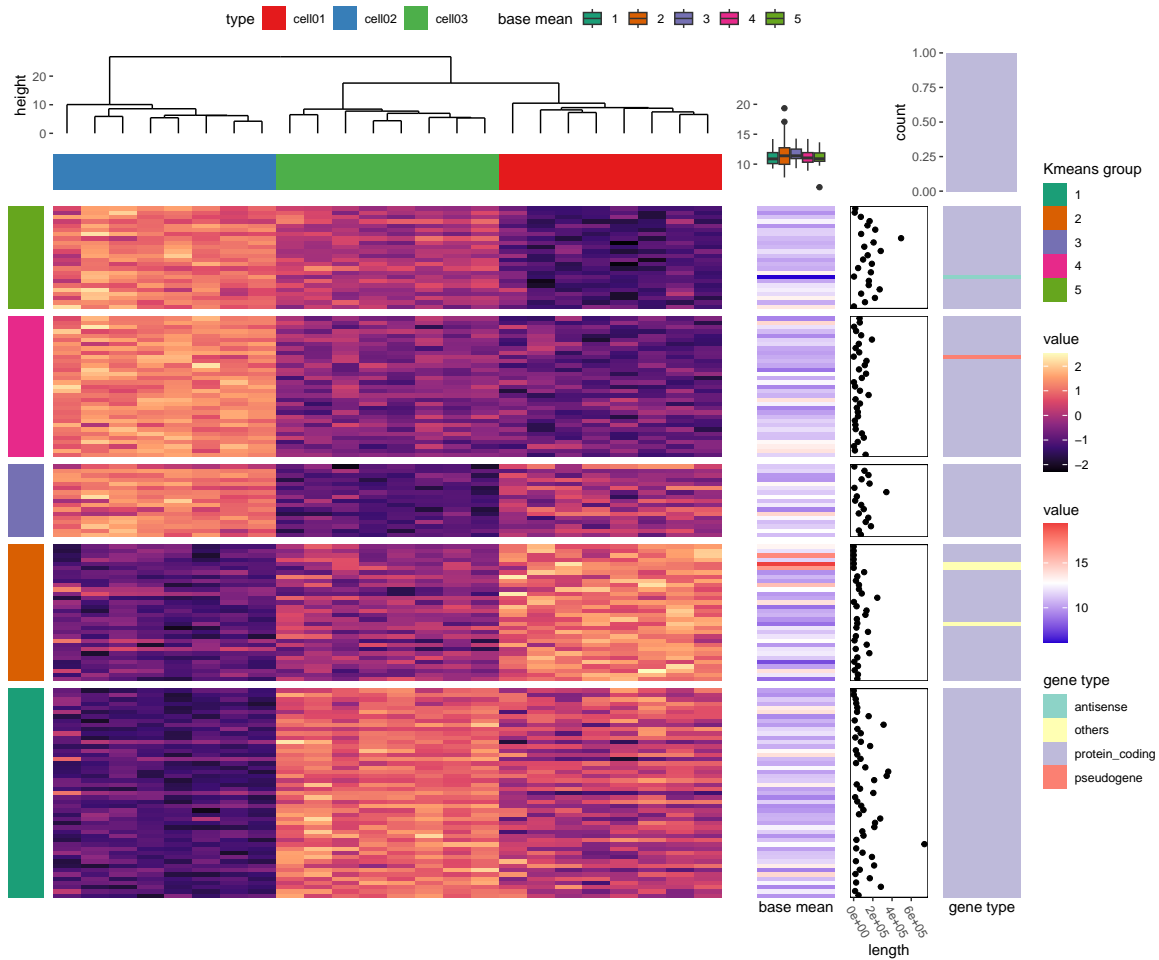 type cell01 cell02 cell03 base mean 1 2 3 4 5
height
20
10
0
20
15
10
count
1.00
0.75
0.50
0.25
0.00
Kmeans group
1
2
3
4
5
value
2
1
0
−1
−2
value
15
10
gene type
antisense
others
protein_coding
pseudogene
base mean
0e+00
2e+05
4e+05
6e+05
length
gene type